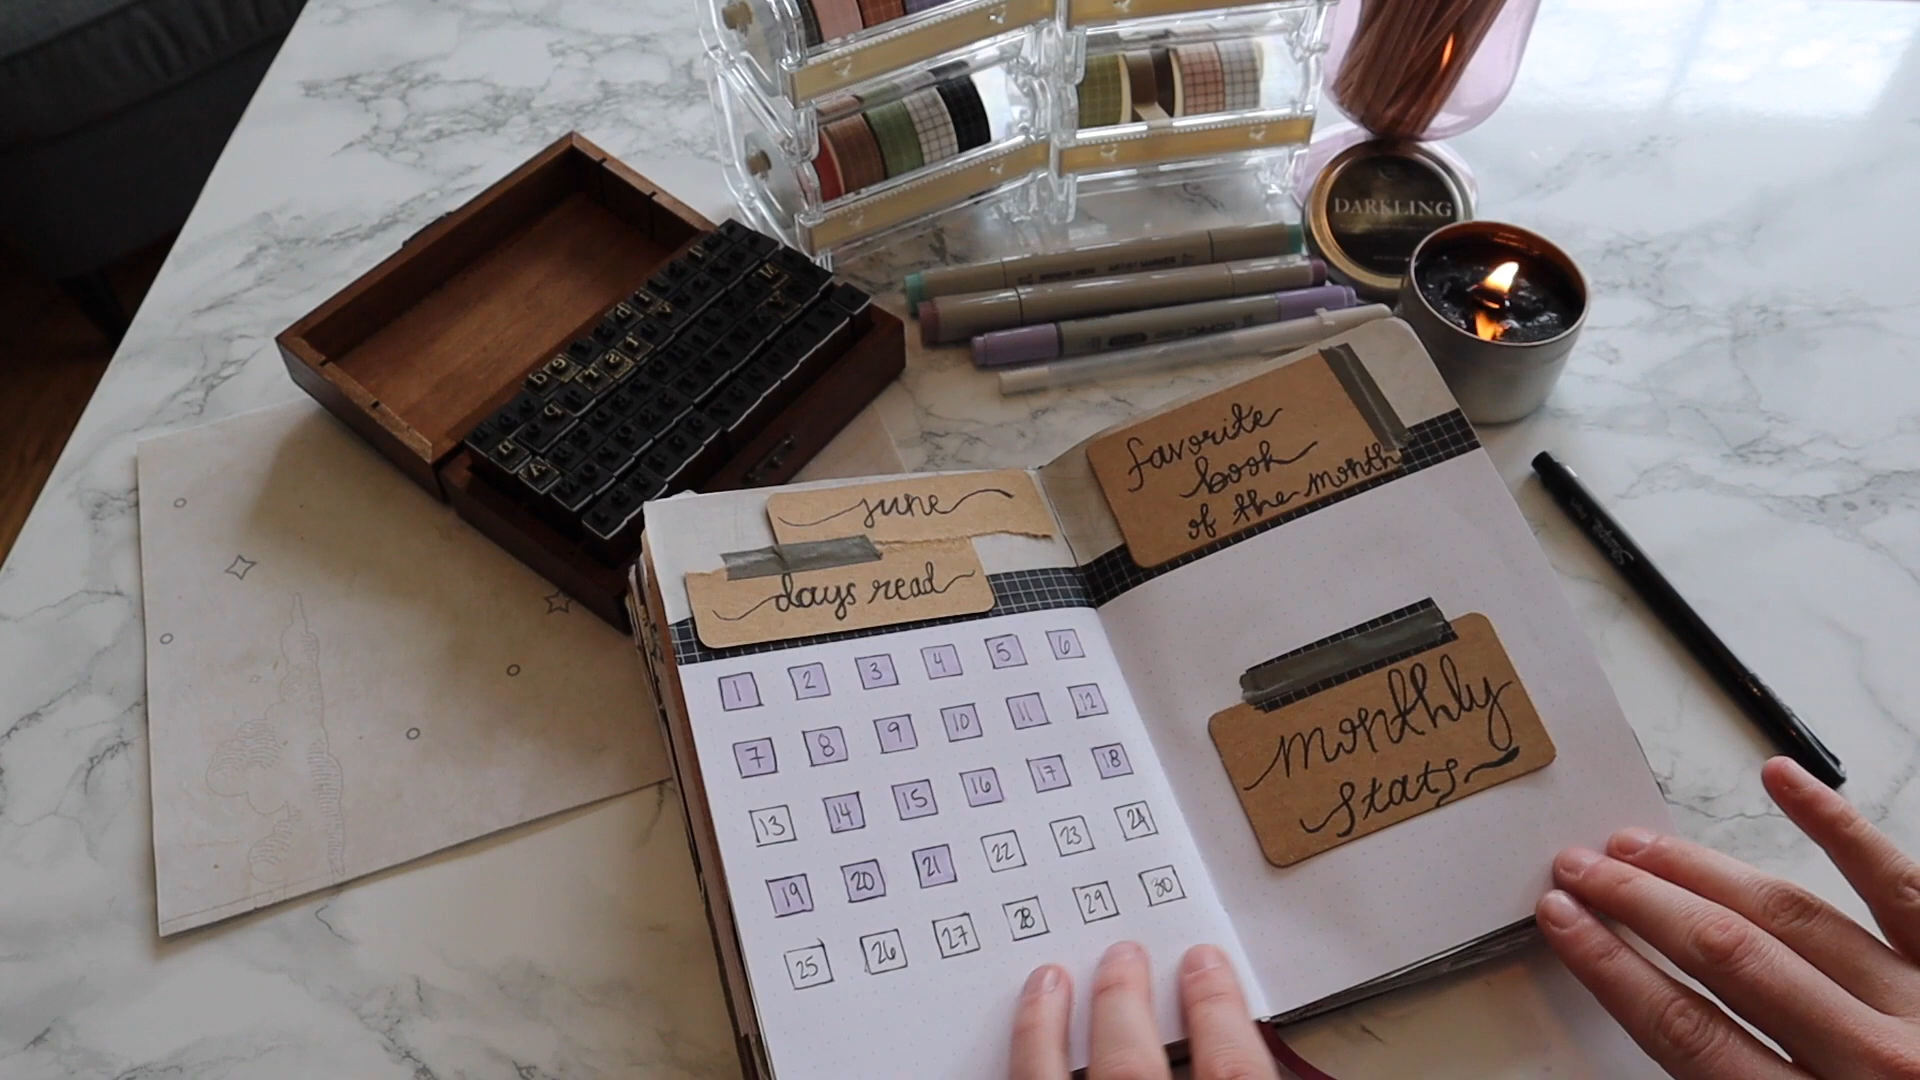 DARKLING
june
days read
1 2 3 4 5 6
7 8 9 10 11 12
13 14 15 16 17 18
19 20 21 22 23 24
25 26 27 28 29 30
favorite
book
of the month
monthly
stats